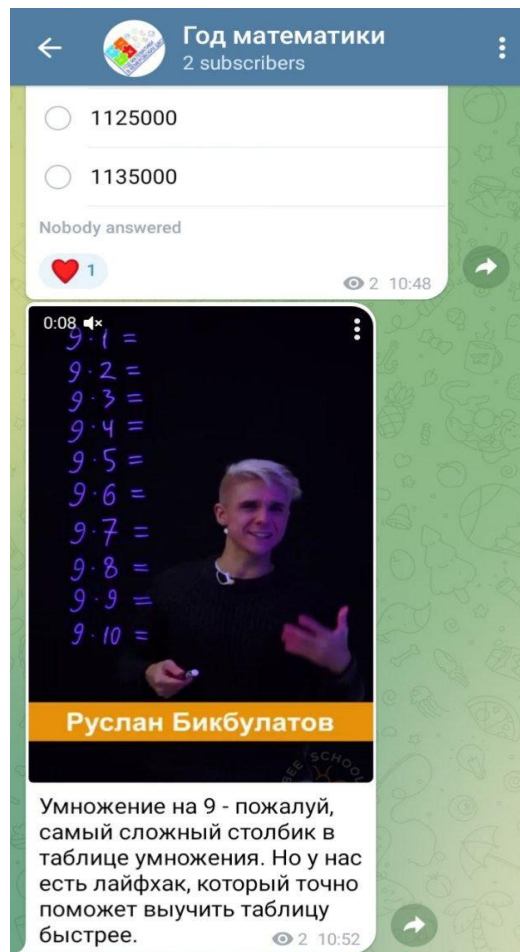 Год математики
2 subscribers
1125000
1135000
Nobody answered
1
2 10:48
0:08
9 · 1 =
9 · 2 =
9 · 3 =
9 · 4 =
9 · 5 =
9 · 6 =
9 · 7 =
9 · 8 =
9 · 9 =
9 · 10 =
Руслан Бикбулатов
BEE SCHOO
Умножение на 9 - пожалуй,
самый сложный столбик в
таблице умножения. Но у нас
есть лайфхак, который точно
поможет выучить таблицу
быстрее.
2 10:52